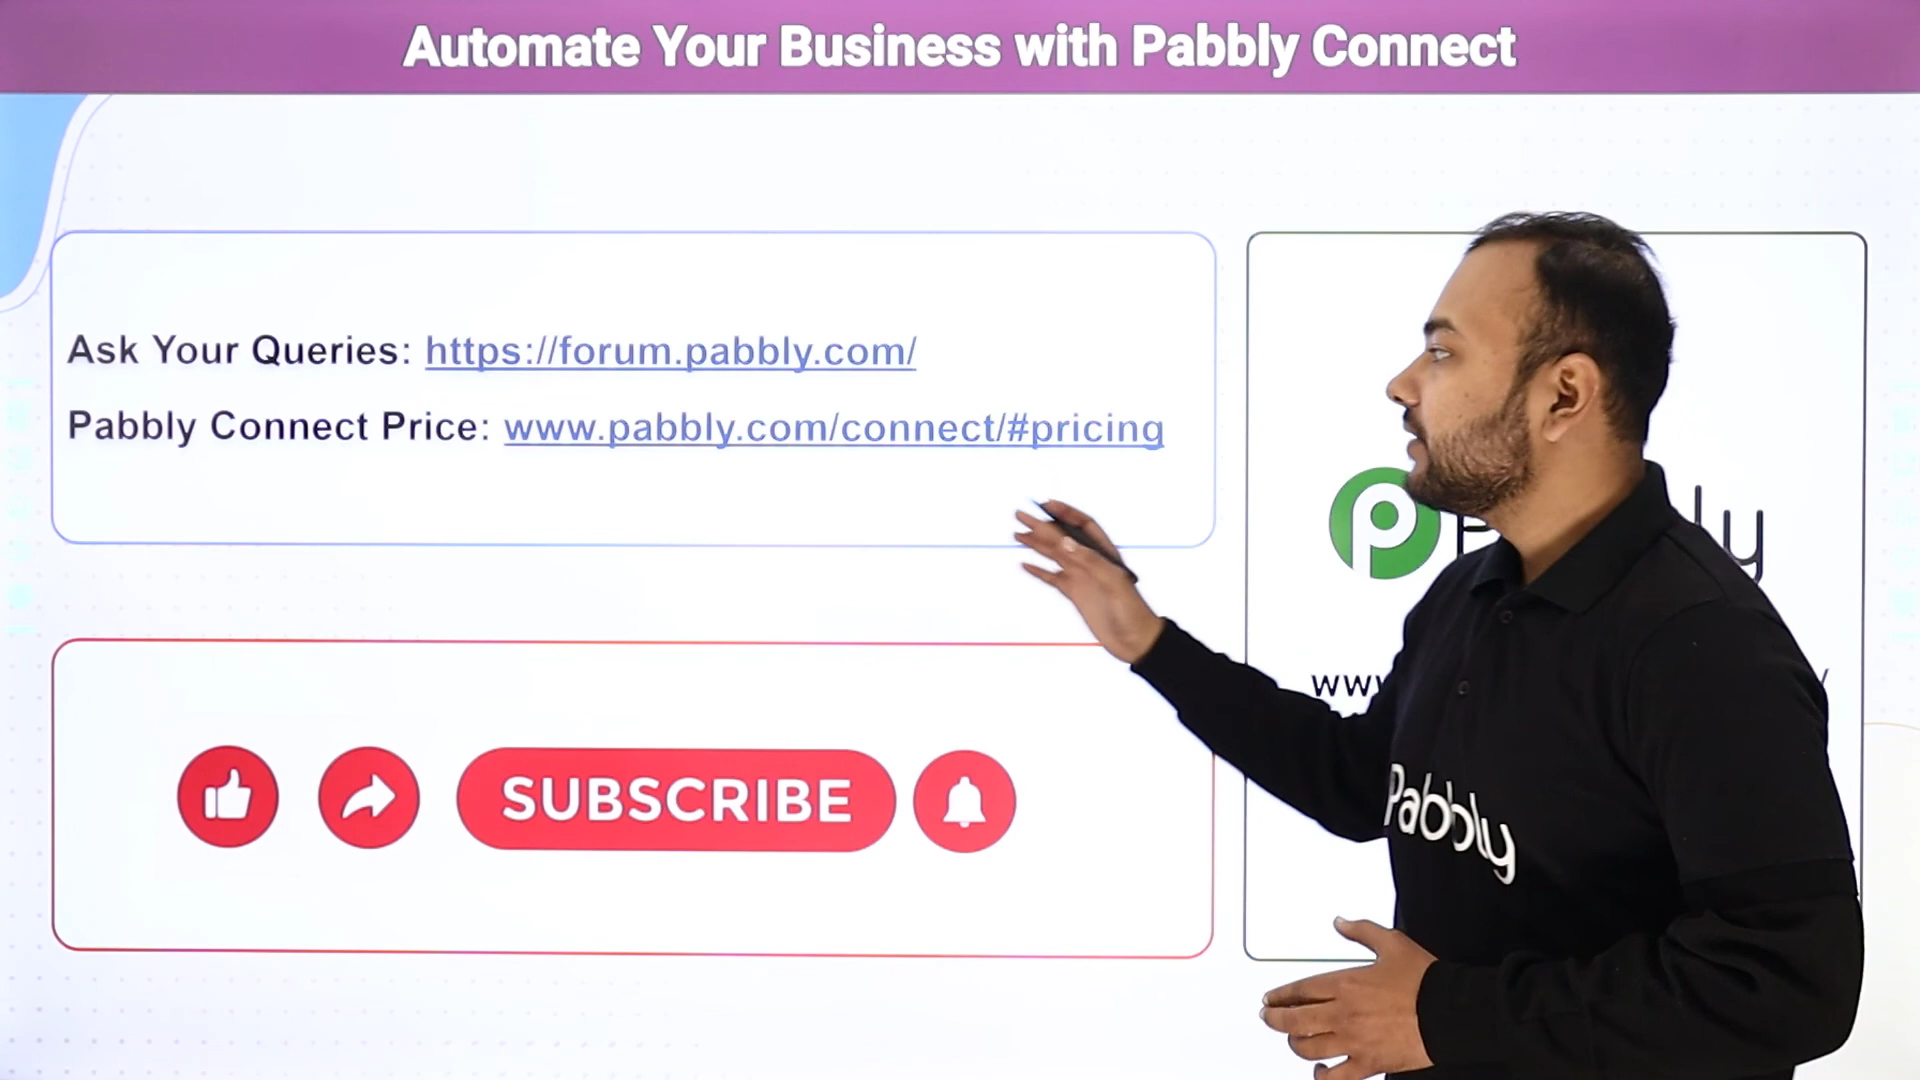 Automate Your Business with Pabbly Connect
Ask Your Queries: https://forum.pabbly.com/
Pabbly Connect Price: www.pabbly.com/connect/#pricing
SUBSCRIBE
Pabbly